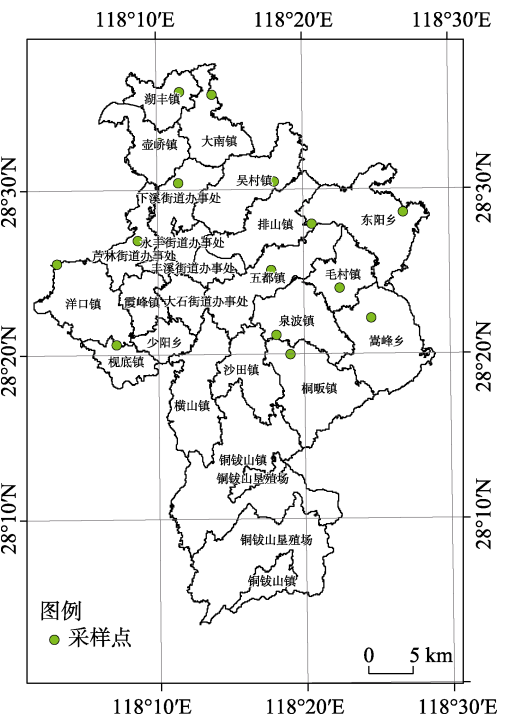 118°10′E 118°20′E 118°30′E
湖丰镇
壶峤镇
大南镇
28°30′N
吴村镇
28°30′N
下溪街道办事处
排山镇
东阳乡
永丰街道办事处
芦林街道办事处
丰溪街道办事处
五都镇
毛村镇
洋口镇
霞峰镇
大石街道办事处
泉波镇
少阳乡
嵩峰乡
28°20′N
枧底镇
沙田镇
28°20′N
桐畈镇
横山镇
铜钹山镇
铜钹山垦殖场
28°10′N
28°10′N
铜钹山垦殖场
铜钹山镇
图例
采样点
0 5 km
118°10′E 118°20′E 118°30′E